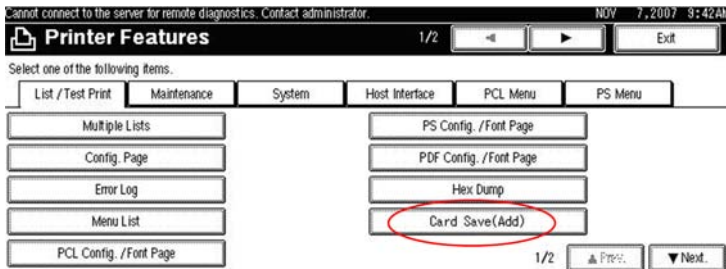 Cannot connect to the server for remote diagnostics. Contact administrator. NOV 7,2007 9:42AM
Printer Features 1/2 ◀ ▶ Exit
Select one of the following items.
List / Test Print Maintenance System Host Interface PCL Menu PS Menu
Multiple Lists PS Config. / Font Page
Config. Page PDF Config. / Font Page
Error Log Hex Dump
Menu List Card Save(Add)
PCL Config. / Font Page 1/2 ▲ Prev. ▼ Next.